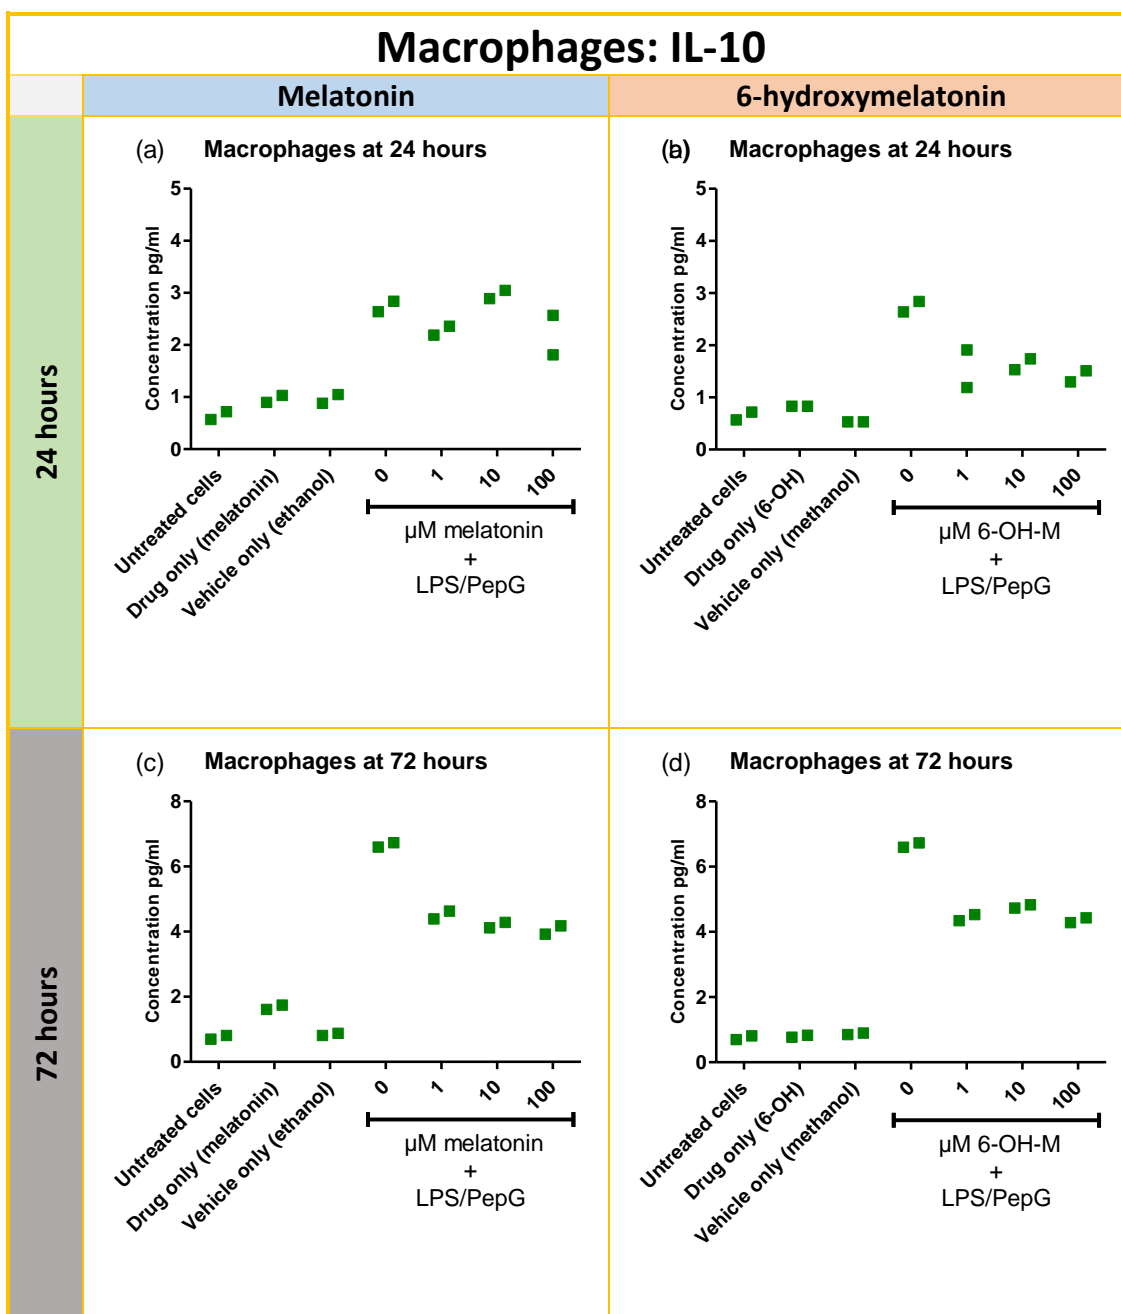 Macrophages: IL-10
Melatonin
6-hydroxymelatonin
24 hours
(a) Macrophages at 24 hours
Concentration pg/ml
5
4
3
2
1
0
Untreated cells
Drug only (melatonin)
Vehicle only (ethanol)
0
1
10
100
µM melatonin
+
LPS/PepG
(b) Macrophages at 24 hours
Concentration pg/ml
5
4
3
2
1
0
Untreated cells
Drug only (6-OH)
Vehicle only (methanol)
0
1
10
100
µM 6-OH-M
+
LPS/PepG
72 hours
(c) Macrophages at 72 hours
Concentration pg/ml
8
6
4
2
0
Untreated cells
Drug only (melatonin)
Vehicle only (ethanol)
0
1
10
100
µM melatonin
+
LPS/PepG
(d) Macrophages at 72 hours
Concentration pg/ml
8
6
4
2
0
Untreated cells
Drug only (6-OH)
Vehicle only (methanol)
0
1
10
100
µM 6-OH-M
+
LPS/PepG